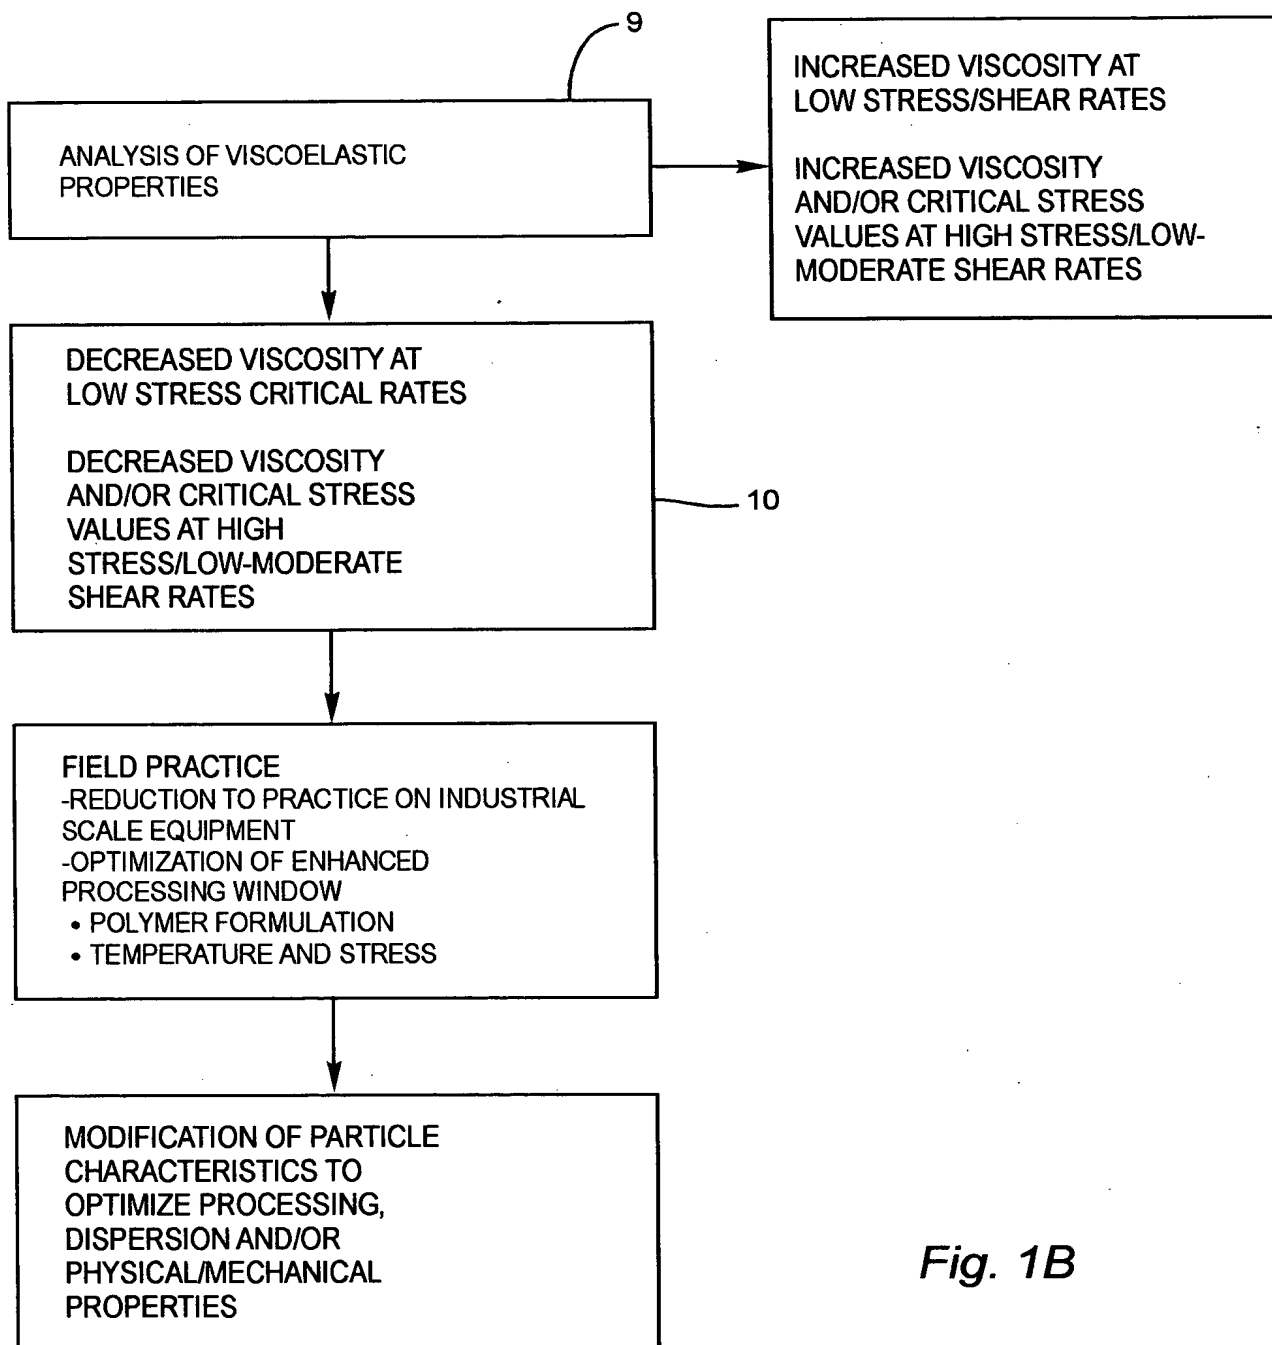 9
ANALYSIS OF VISCOELASTIC
PROPERTIES
INCREASED VISCOSITY AT
LOW STRESS/SHEAR RATES
INCREASED VISCOSITY
AND/OR CRITICAL STRESS
VALUES AT HIGH STRESS/LOW-
MODERATE SHEAR RATES
DECREASED VISCOSITY AT
LOW STRESS CRITICAL RATES
DECREASED VISCOSITY
AND/OR CRITICAL STRESS
VALUES AT HIGH
STRESS/LOW-MODERATE
SHEAR RATES
10
FIELD PRACTICE
-REDUCTION TO PRACTICE ON INDUSTRIAL
SCALE EQUIPMENT
-OPTIMIZATION OF ENHANCED
PROCESSING WINDOW
• POLYMER FORMULATION
• TEMPERATURE AND STRESS
MODIFICATION OF PARTICLE
CHARACTERISTICS TO
OPTIMIZE PROCESSING,
DISPERSION AND/OR
PHYSICAL/MECHANICAL
PROPERTIES
Fig. 1B